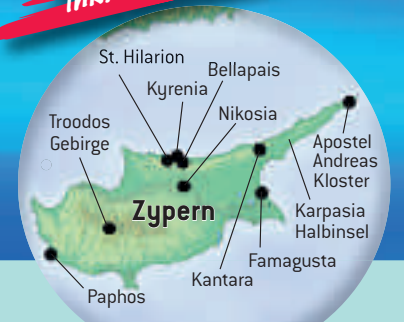 St. Hilarion
Kyrenia
Bellapais
Nikosia
Troodos
Gebirge
Apostel
Andreas
Kloster
Zypern
Karpasia
Halbinsel
Famagusta
Kantara
Paphos